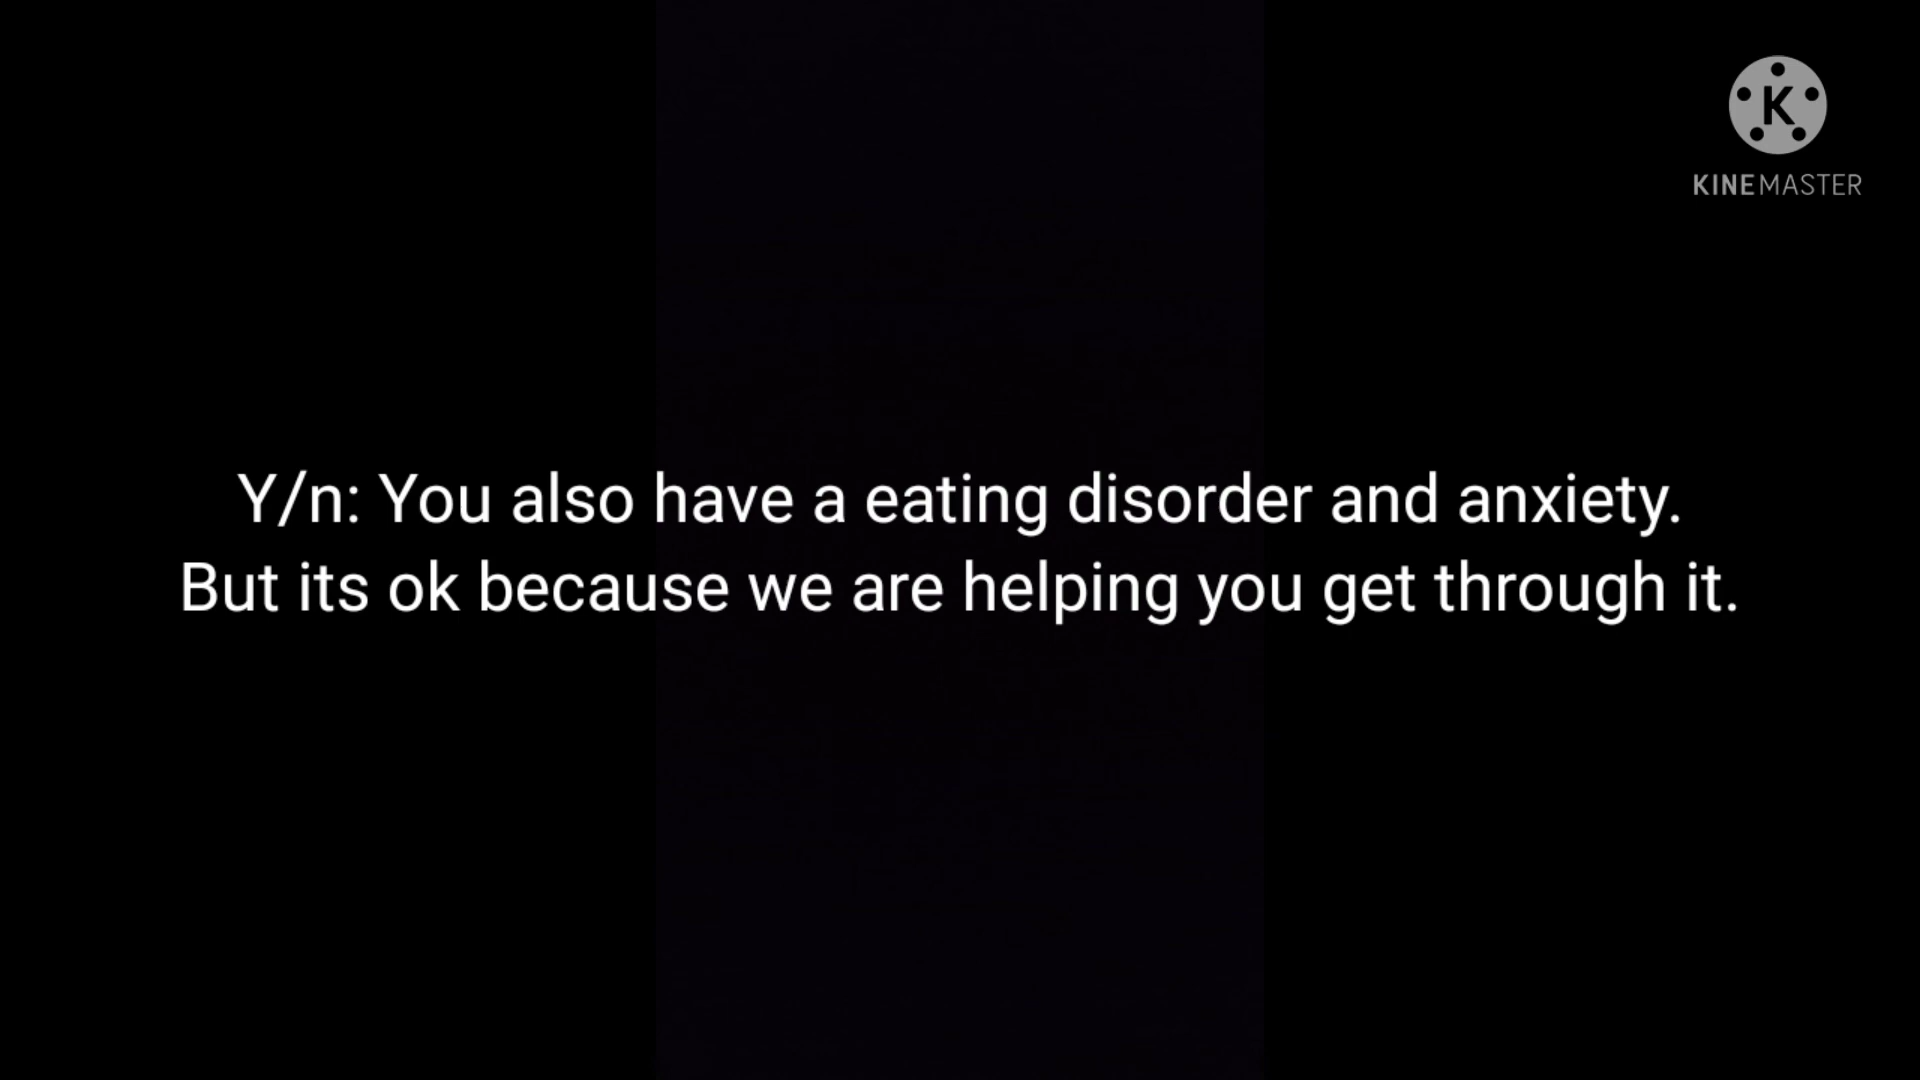 KINEMASTER
Y/n: You also have a eating disorder and anxiety.
But its ok because we are helping you get through it.